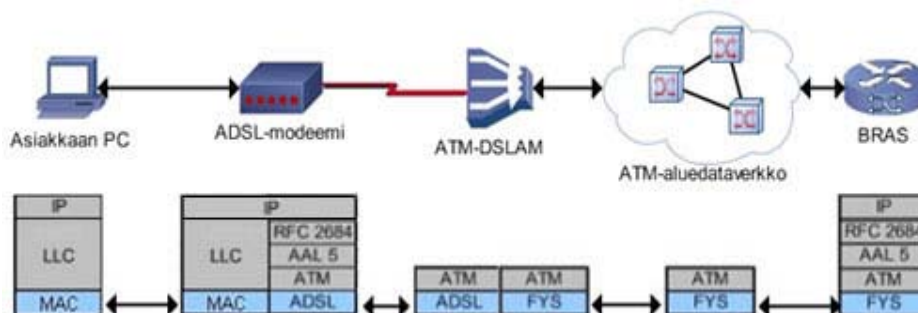 Asiakkaan PC
ADSL-modeemi
ATM-DSLAM
ATM-aluedataverkko
BRAS
IP
LLC
MAC
IP
LLC
MAC
RFC 2684
AAL 5
ATM
ADSL
ATM
ADSL
ATM
FYS
ATM
FYS
IP
RFC 2684
AAL 5
ATM
FYS